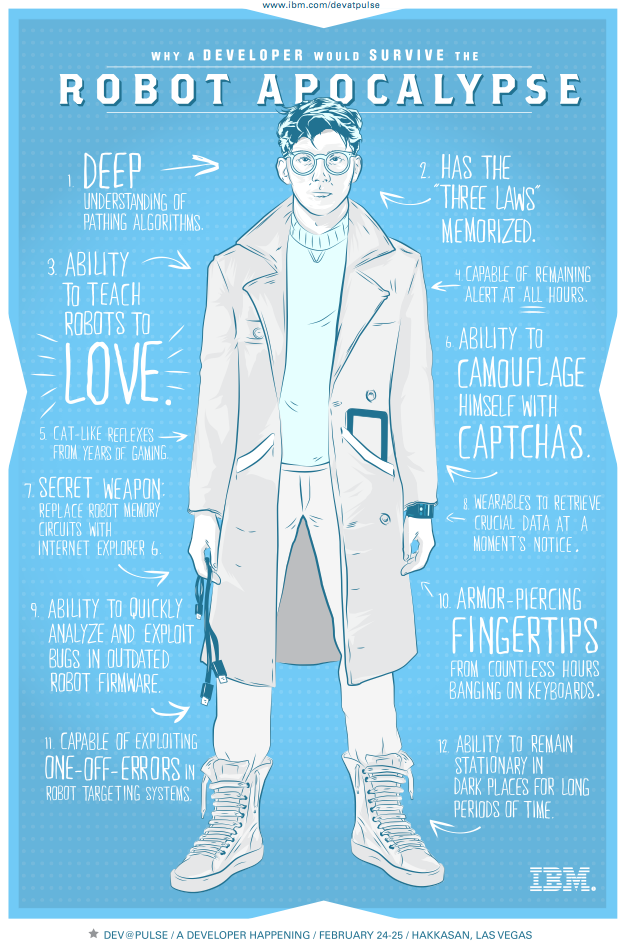 www.ibm.com/devatpulse
WHY A DEVELOPER WOULD SURVIVE THE
ROBOT APOCALYPSE
1. DEEP
UNDERSTANDING OF
PATHING ALGORITHMS.
2. HAS THE
"THREE LAWS"
MEMORIZED.
3. ABILITY
TO TEACH
ROBOTS TO
LOVE.
4. CAPABLE OF REMAINING
ALERT AT ALL HOURS.
5. CAT-LIKE REFLEXES
FROM YEARS OF GAMING.
6. ABILITY TO
CAMOUFLAGE
HIMSELF WITH
CAPTCHAS.
7. SECRET WEAPON:
REPLACE ROBOT MEMORY
CIRCUITS WITH
INTERNET EXPLORER 6.
8. WEARABLES TO RETRIEVE
CRUCIAL DATA AT A
MOMENT'S NOTICE.
9. ABILITY TO QUICKLY
ANALYZE AND EXPLOIT
BUGS IN OUTDATED
ROBOT FIRMWARE.
10. ARMOR-PIERCING
FINGERTIPS
FROM COUNTLESS HOURS
BANGING ON KEYBOARDS.
11. CAPABLE OF EXPLOITING
ONE-OFF-ERRORS IN
ROBOT TARGETING SYSTEMS.
12. ABILITY TO REMAIN
STATIONARY IN
DARK PLACES FOR LONG
PERIODS OF TIME.
IBM.
DEV@PULSE / A DEVELOPER HAPPENING / FEBRUARY 24-25 / HAKKASAN, LAS VEGAS